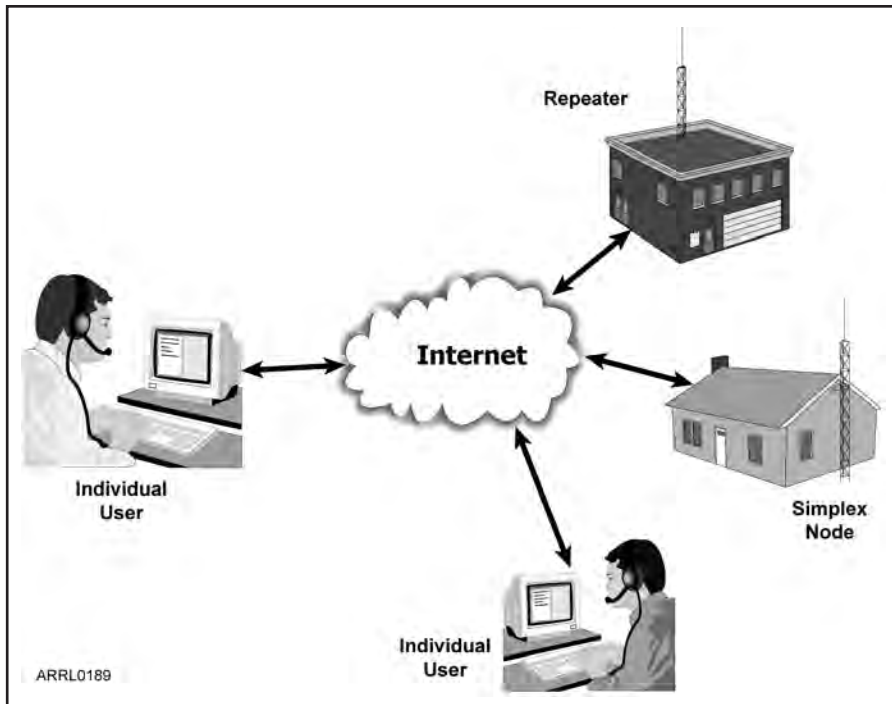 Repeater
Internet
Individual
User
Simplex
Node
Individual
User
ARRL0189